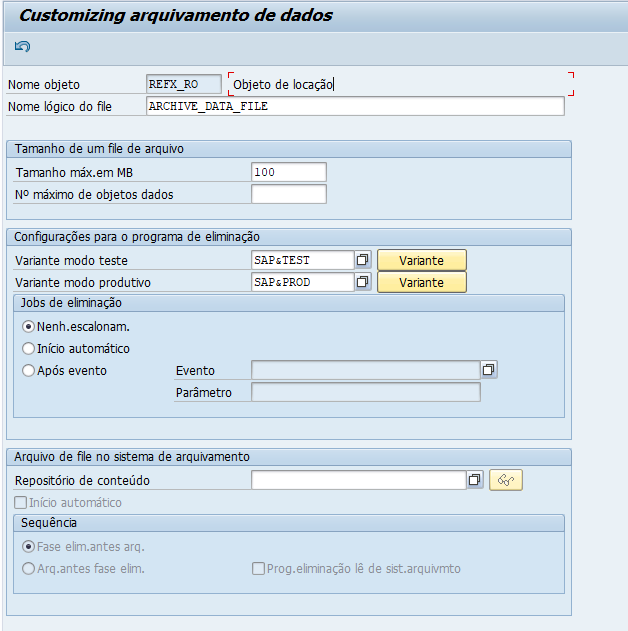 Customizing arquivamento de dados
Nome objeto REFX_RO Objeto de locação
Nome lógico do file ARCHIVE_DATA_FILE
Tamanho de um file de arquivo
Tamanho máx.em MB 100
Nº máximo de objetos dados
Configurações para o programa de eliminação
Variante modo teste SAP&TEST Variante
Variante modo produtivo SAP&PROD Variante
Jobs de eliminação
Nenh.escalonam.
Início automático
Após evento Evento
Parâmetro
Arquivo de file no sistema de arquivamento
Repositório de conteúdo
Início automático
Sequência
Fase elim.antes arq.
Arq.antes fase elim. Prog.eliminação lê de sist.arquivmto